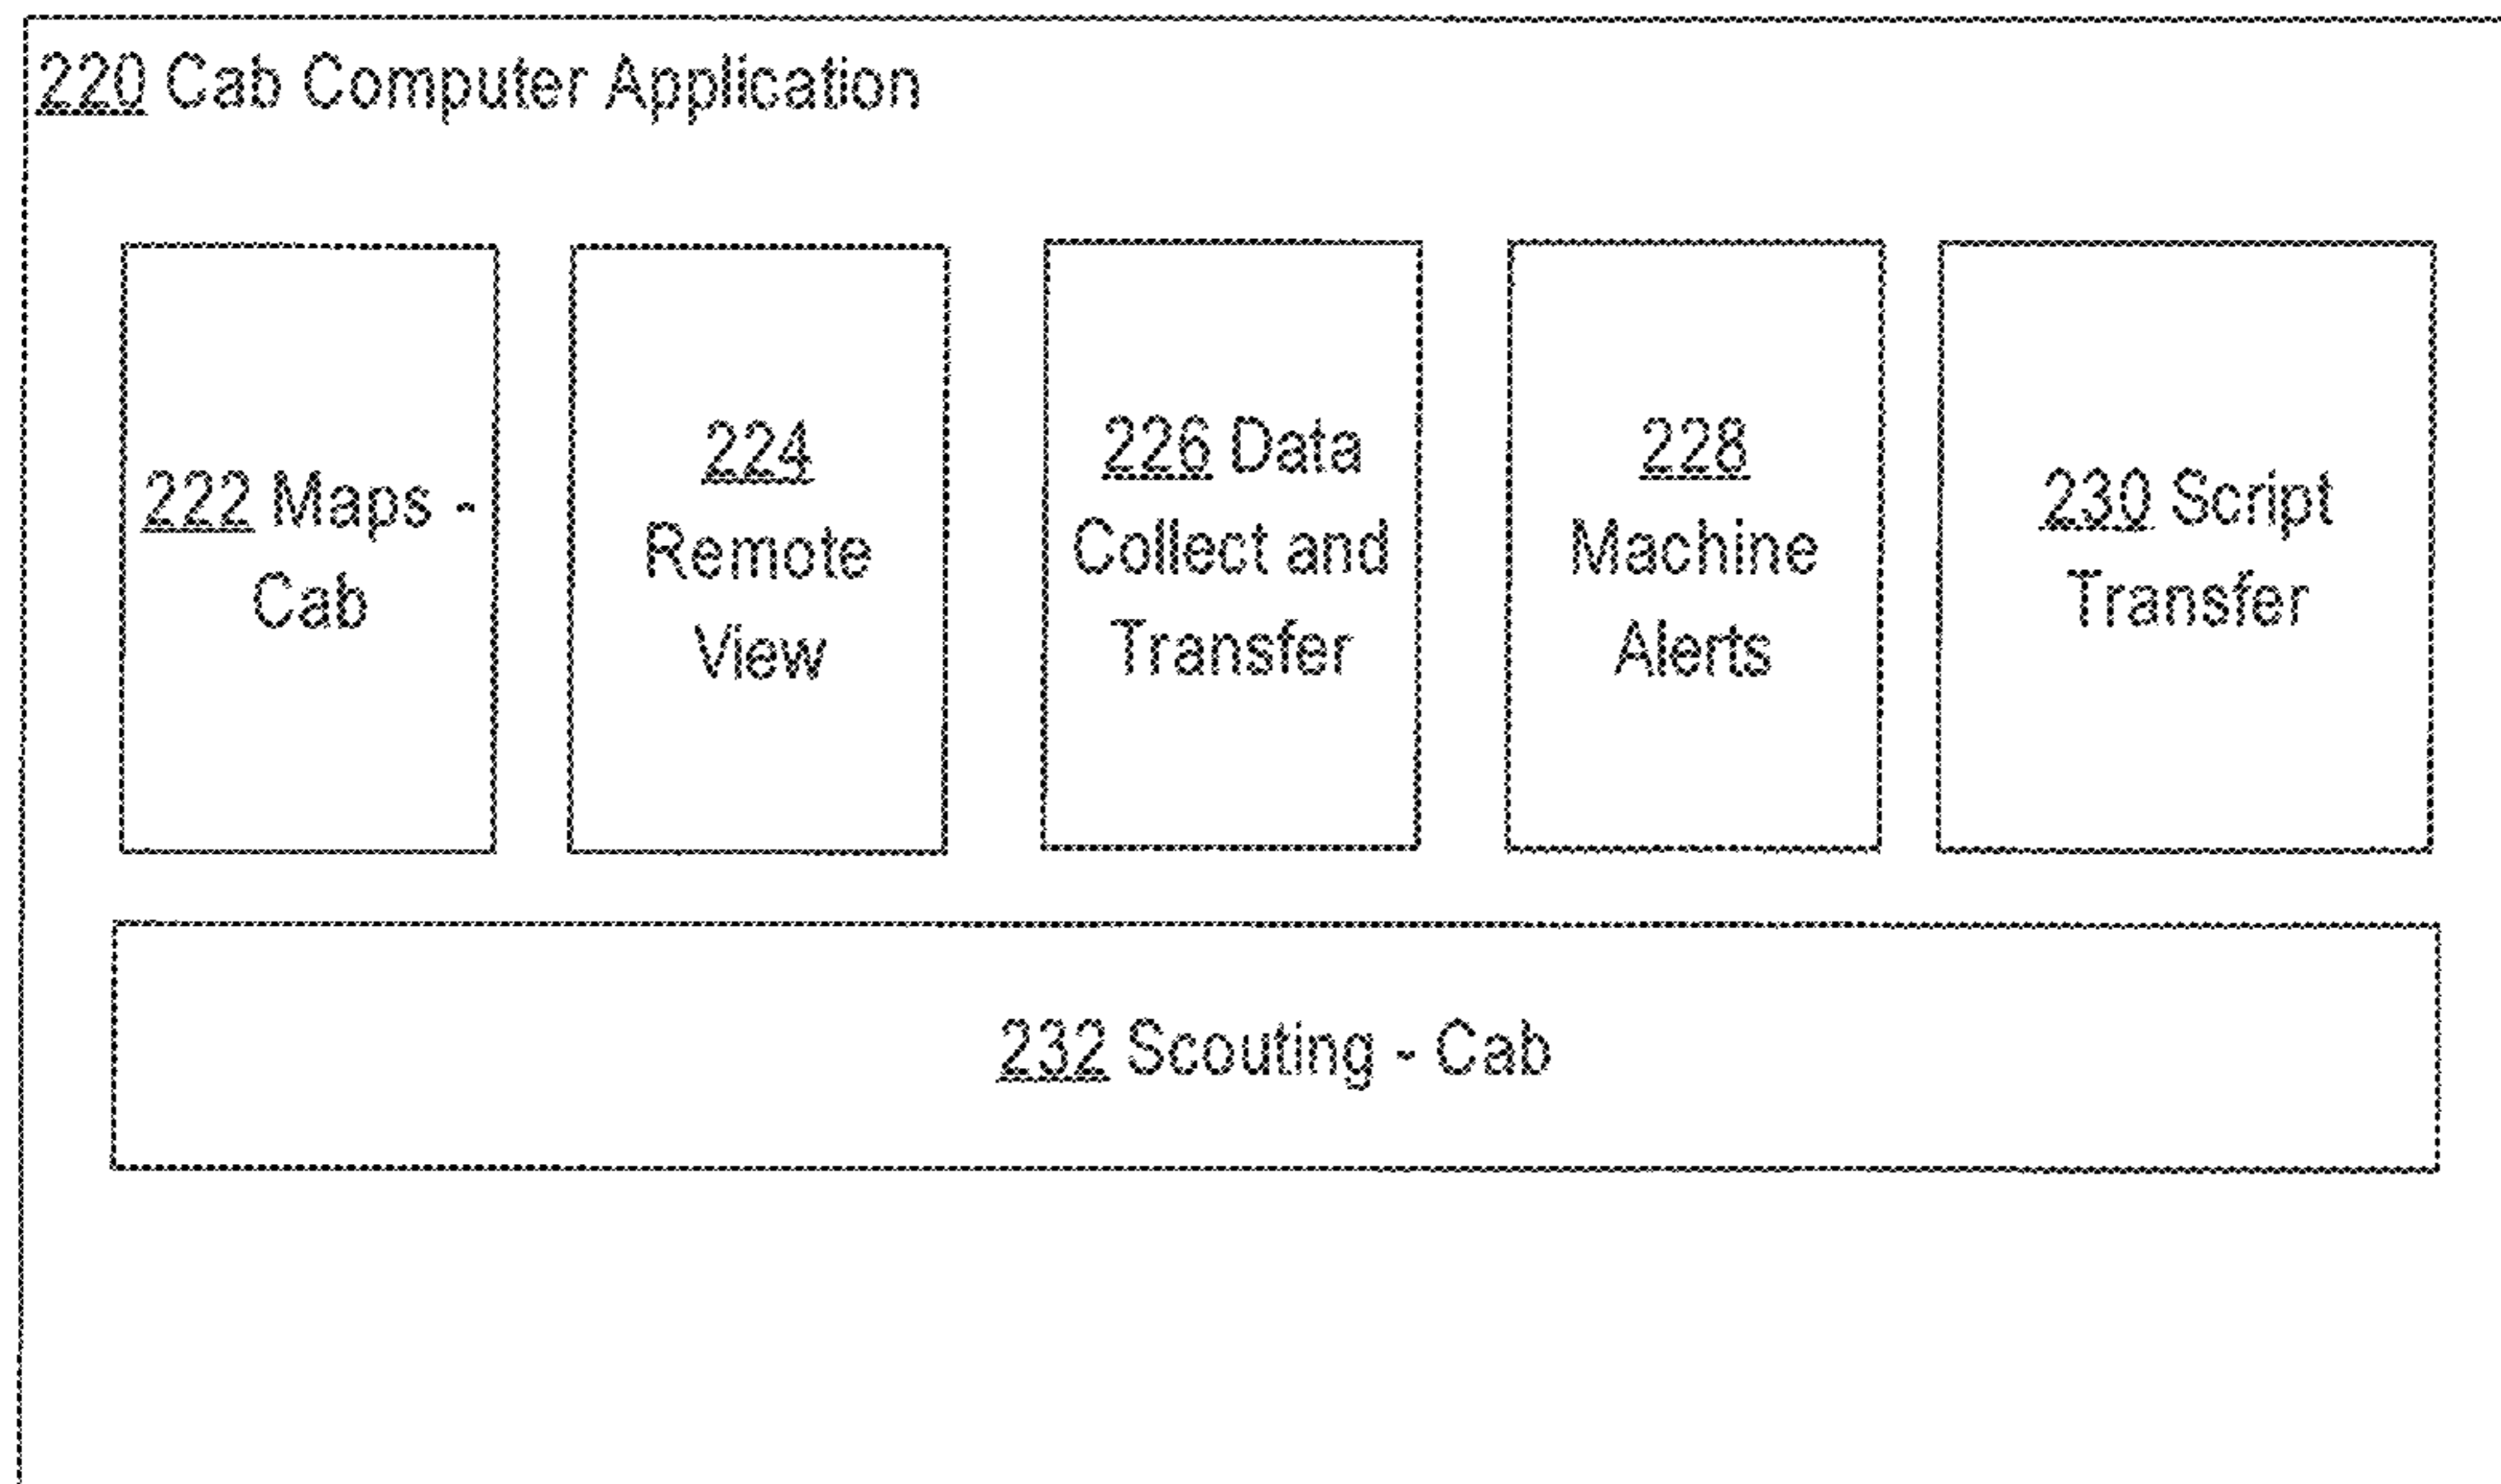 220 Cab Computer Application
222 Maps -
Cab
224
Remote
View
226 Data
Collect and
Transfer
228
Machine
Alerts
230 Script
Transfer
232 Scouting - Cab